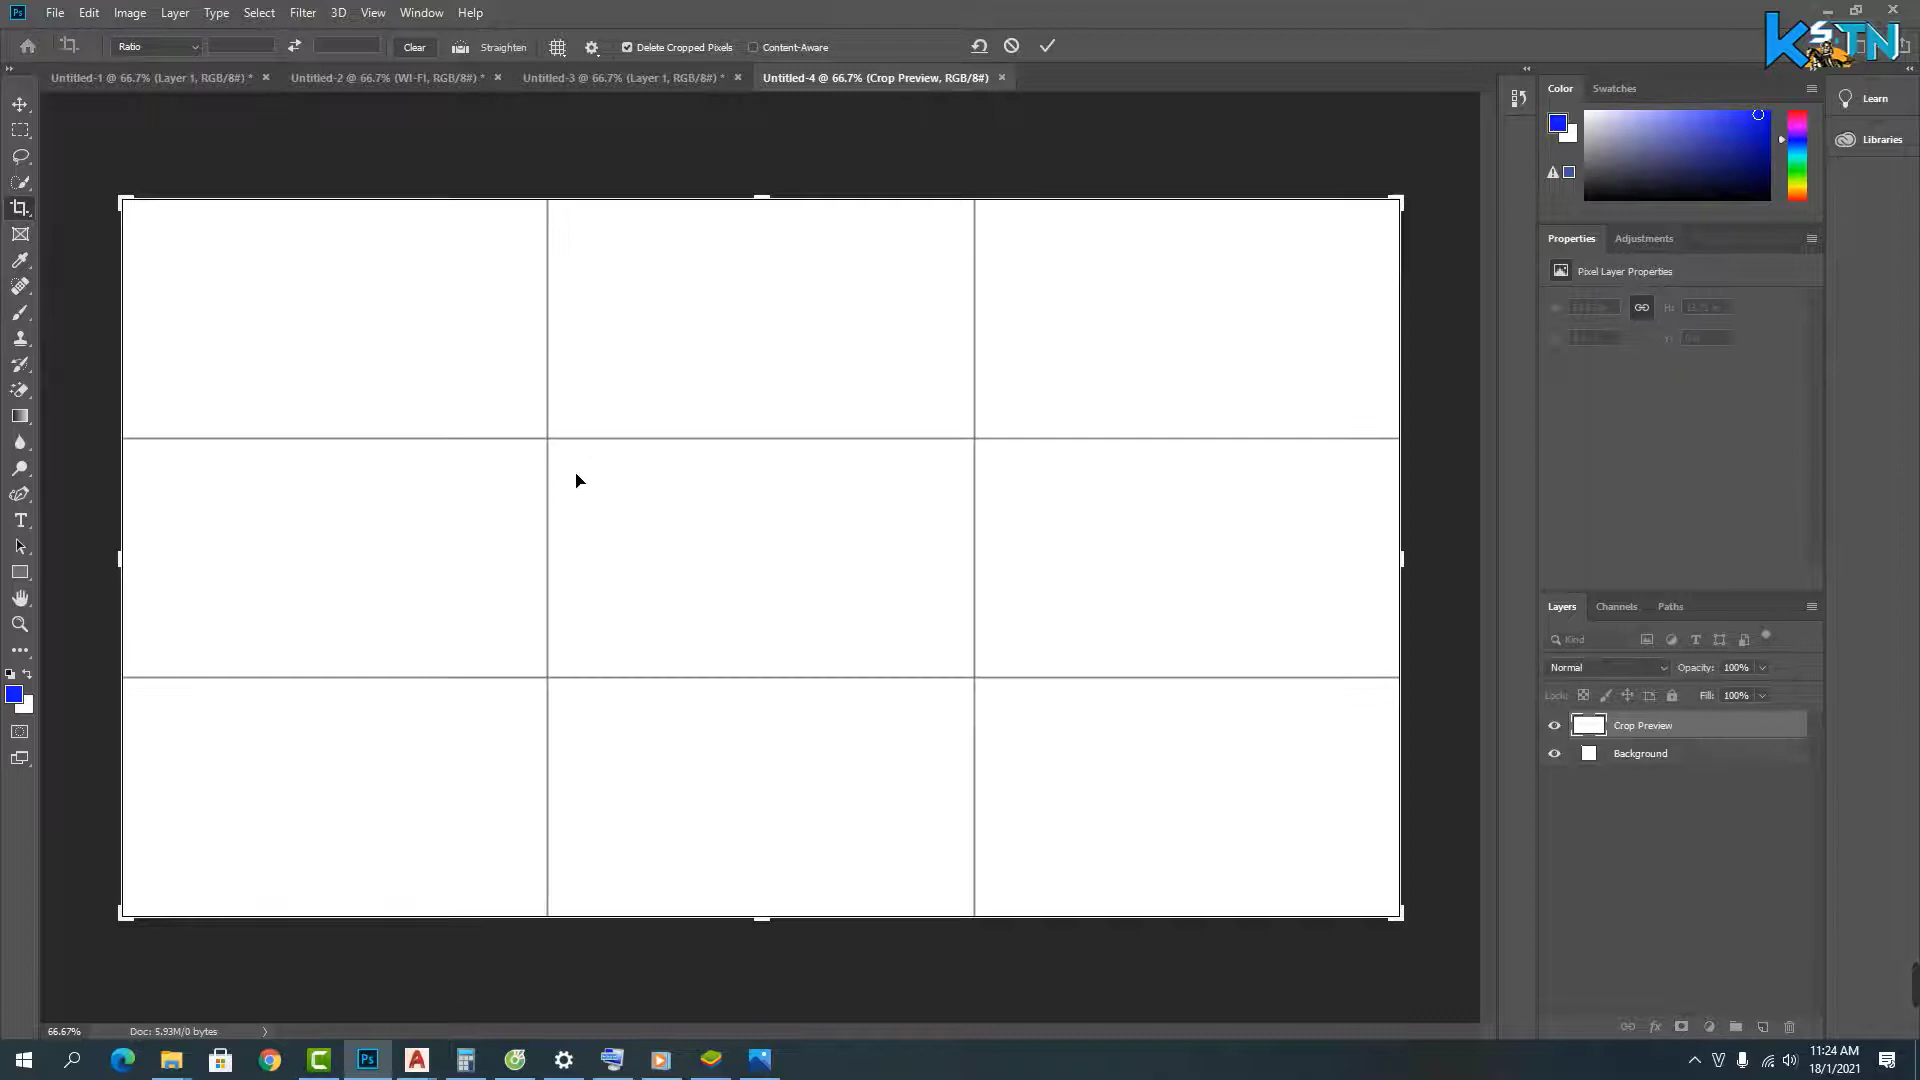 Ps File Edit Image Layer Type Select Filter 3D View Window Help
KSTN
Ratio Clear Straighten Delete Cropped Pixels Content-Aware
Untitled-1 @ 66.7% (Layer 1, RGB/8#) * × Untitled-2 @ 66.7% (WI-FI, RGB/8#) * × Untitled-3 @ 66.7% (Layer 1, RGB/8#) * × Untitled-4 @ 66.7% (Crop Preview, RGB/8#) ×
Color Swatches
Learn
Libraries
Properties Adjustments
Pixel Layer Properties
H:
Y:
Layers Channels Paths
Kind
Normal Opacity: 100%
Lock: Fill: 100%
Crop Preview
Background
66.67% Doc: 5.93M/0 bytes
Ps
11:24 AM
18/1/2021